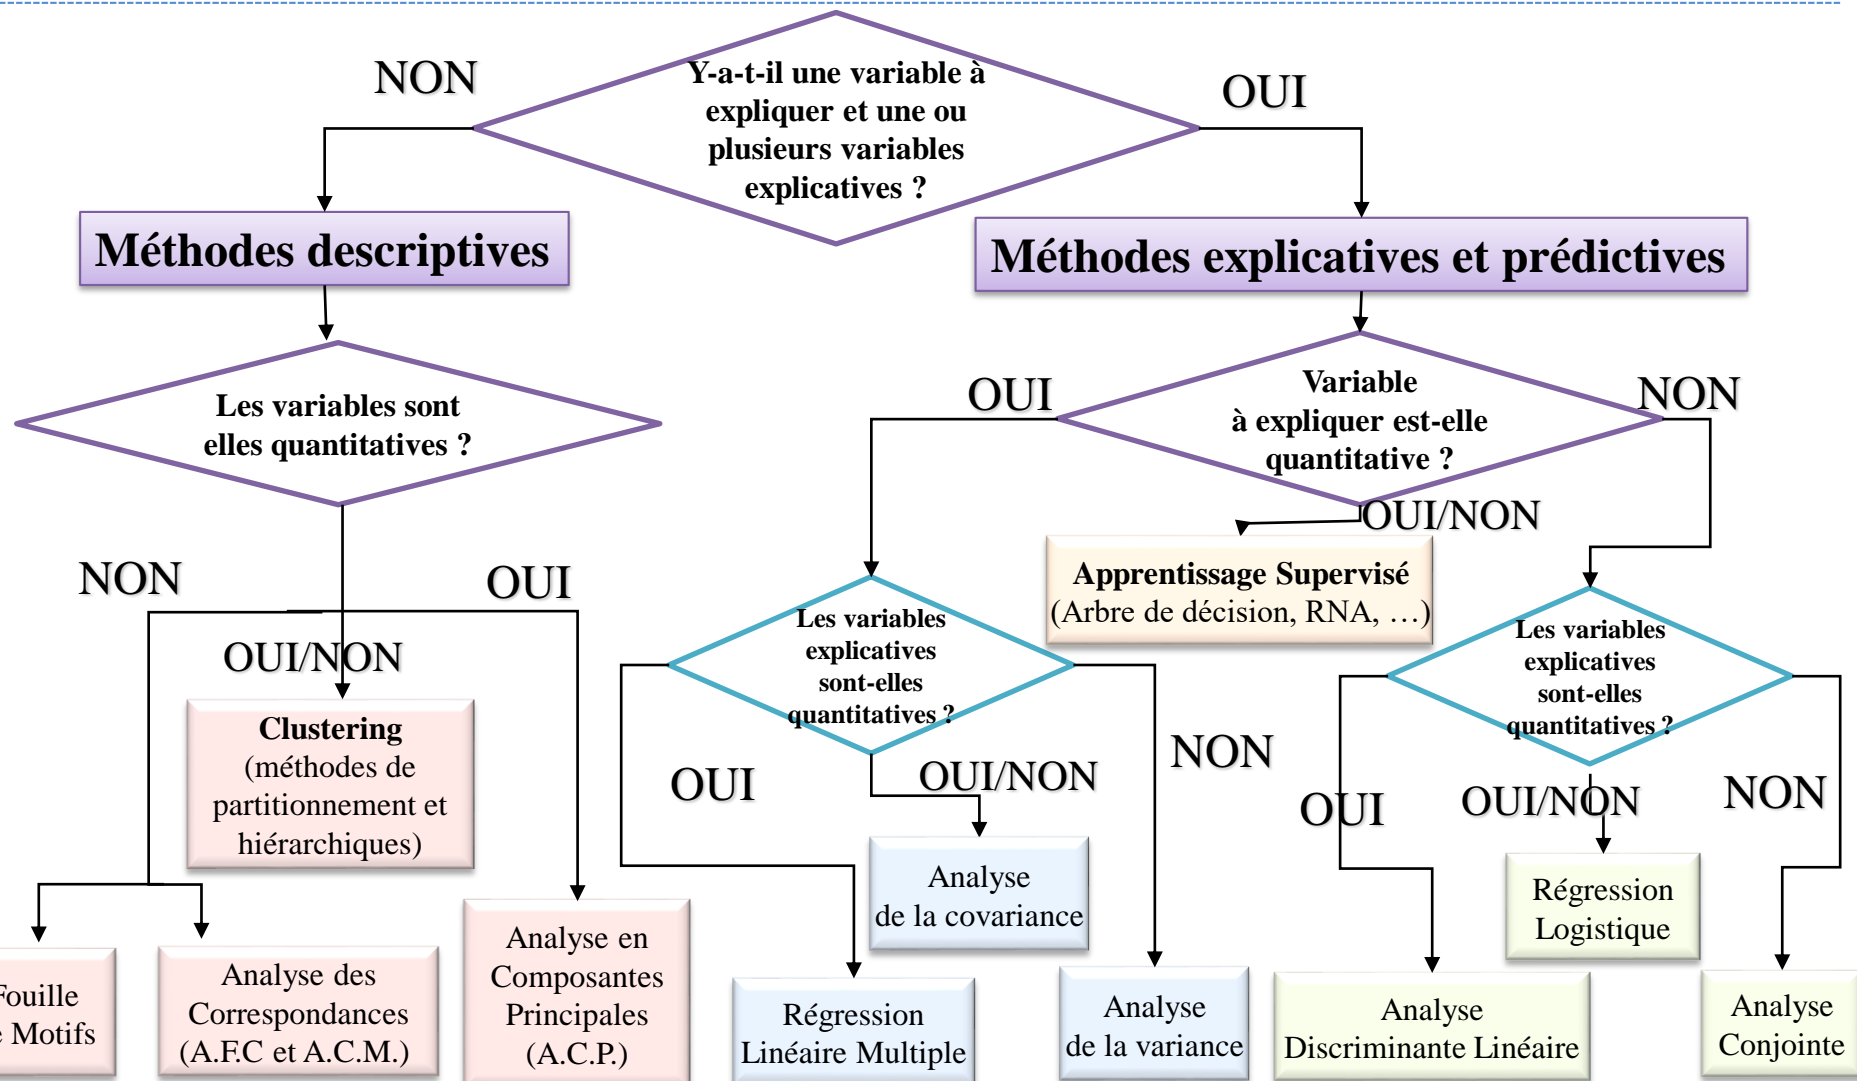 Y-a-t-il une variable à
expliquer et une ou
plusieurs variables
explicatives ?
NON
OUI
Méthodes descriptives
Méthodes explicatives et prédictives
Les variables sont
elles quantitatives ?
Variable
à expliquer est-elle
quantitative ?
OUI
NON
OUI/NON
NON
OUI
OUI/NON
Apprentissage Supervisé
(Arbre de décision, RNA, …)
Les variables
explicatives
sont-elles
quantitatives ?
Les variables
explicatives
sont-elles
quantitatives ?
Clustering
(méthodes de
partitionnement et
hiérarchiques)
OUI
OUI/NON
NON
OUI
OUI/NON
NON
Analyse
de la covariance
Régression
Logistique
Motifs
Analyse des
Correspondances
(A.F.C et A.C.M.)
Analyse en
Composantes
Principales
(A.C.P.)
Régression
Linéaire Multiple
Analyse
de la variance
Analyse
Discriminante Linéaire
Analyse
Conjointe